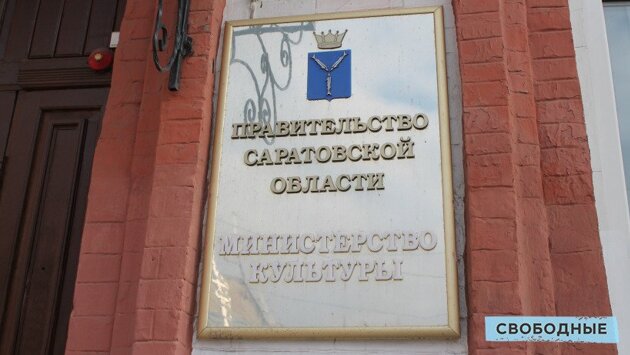 ПРАВИТЕЛЬСТВО
САРАТОВСКОЙ
ОБЛАСТИ
МИНИСТЕРСТВО
КУЛЬТУРЫ
СВОБОДНЫЕ